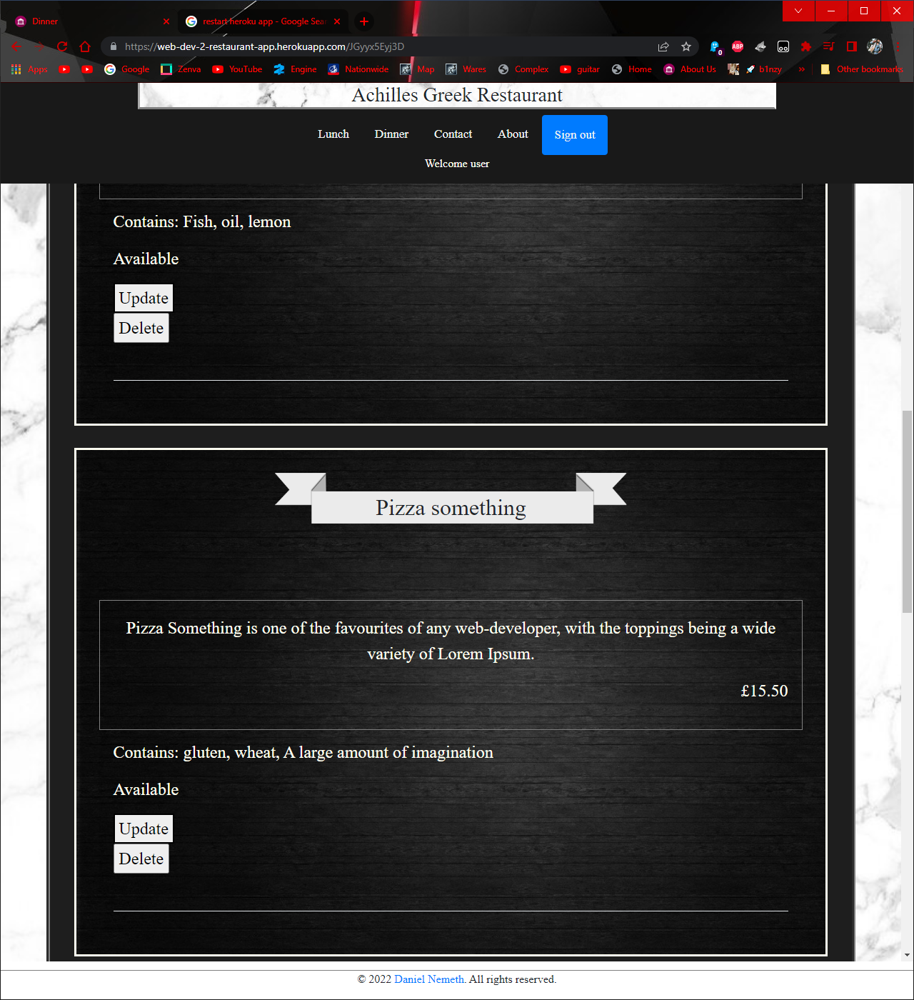 Dinner
restart heroku app - Google Sea
https://web-dev-2-restaurant-app.herokuapp.com/JGyyx5Eyj3D
0
ABP
Apps
Google
Zenva
YouTube
Engine
Nationwide
Map
Wares
Complex
guitar
Home
About Us
b1nzy
»
Other bookmarks
Achilles Greek Restaurant
Lunch
Dinner
Contact
About
Sign out
Welcome user
Contains: Fish, oil, lemon
Available
Update
Delete
Pizza something
Pizza Something is one of the favourites of any web-developer, with the toppings being a wide
variety of Lorem Ipsum.
£15.50
Contains: gluten, wheat, A large amount of imagination
Available
Update
Delete
© 2022 Daniel Nemeth. All rights reserved.